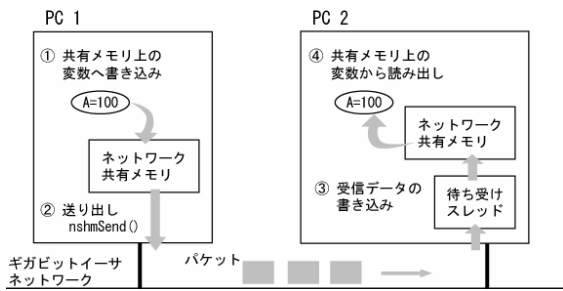 PC 1
① 共有メモリ上の
変数へ書き込み
A=100
ネットワーク
共有メモリ
② 送り出し
nshmSend()
ギガビットイーサ
ネットワーク
パケット
PC 2
④ 共有メモリ上の
変数から読み出し
A=100
ネットワーク
共有メモリ
③ 受信データの
書き込み
待ち受け
スレッド